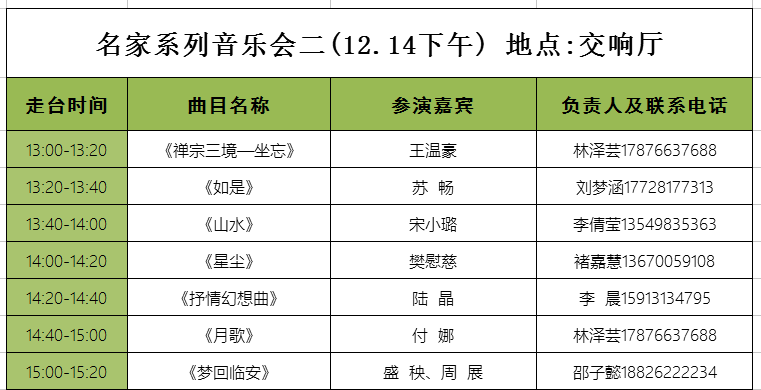 名家系列音乐会二(12.14下午) 地点:交响厅
走台时间 曲目名称 参演嘉宾 负责人及联系电话
13:00-13:20 《禅宗三境—坐忘》 王温豪 林泽芸17876637688
13:20-13:40 《如是》 苏 畅 刘梦涵17728177313
13:40-14:00 《山水》 宋小璐 李倩莹13549835363
14:00-14:20 《星尘》 樊慰慈 褚嘉慧13670059108
14:20-14:40 《抒情幻想曲》 陆 晶 李 晨15913134795
14:40-15:00 《月歌》 付 娜 林泽芸17876637688
15:00-15:20 《梦回临安》 盛 秧、周 展 邵子懿18826222234